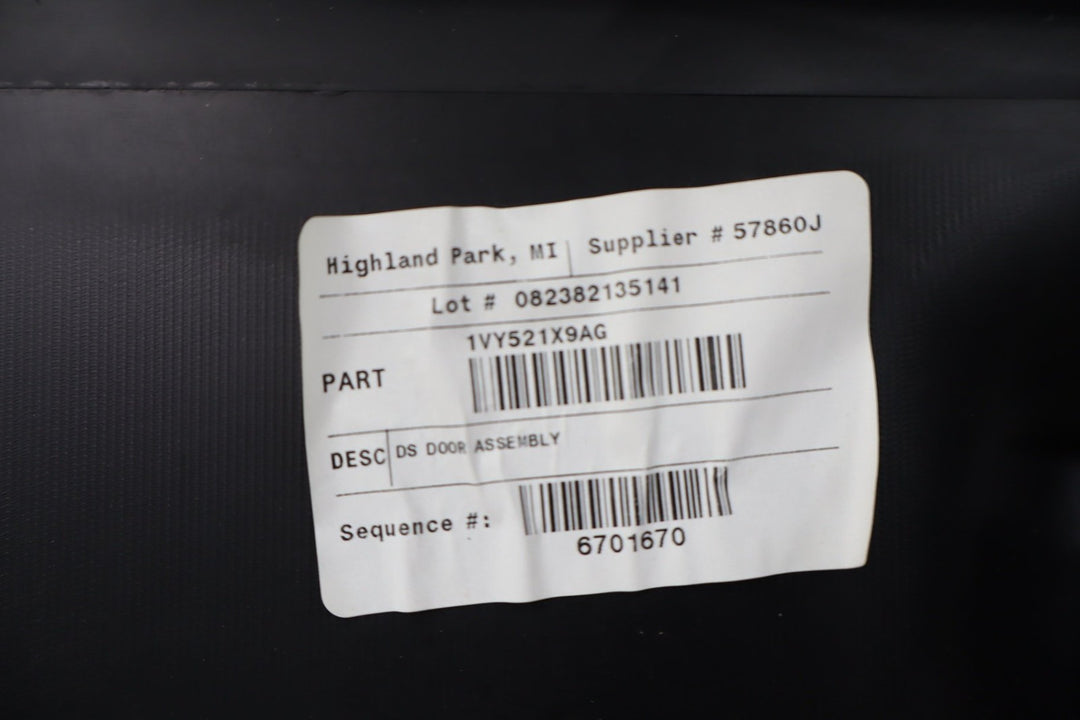 Highland Park, MI Supplier # 57860J
Lot # 082382135141
1VY521X9AG
PART
DESC DS DOOR ASSEMBLY
Sequence #:
6701670